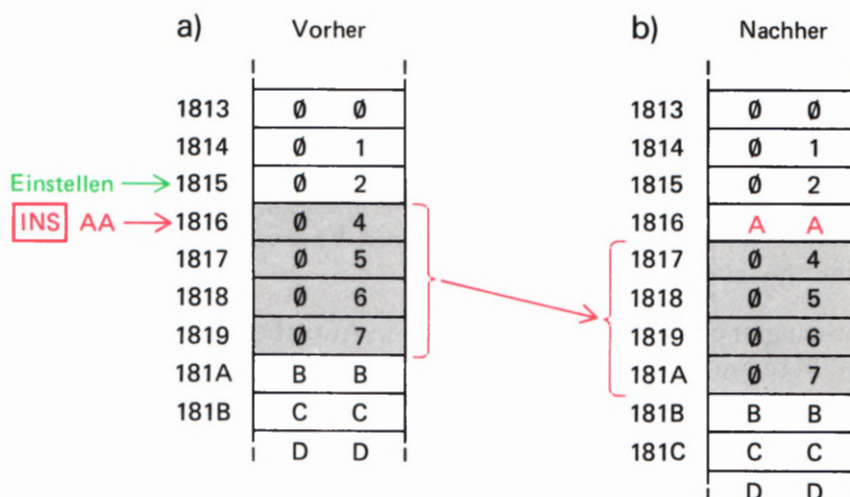 a) Vorher
1813 Ø Ø
1814 Ø 1
Einstellen 1815 Ø 2
INS AA 1816 Ø 4
1817 Ø 5
1818 Ø 6
1819 Ø 7
181A B B
181B C C
D D
b) Nachher
1813 Ø Ø
1814 Ø 1
1815 Ø 2
1816 A A
1817 Ø 4
1818 Ø 5
1819 Ø 6
181A Ø 7
181B B B
181C C C
D D